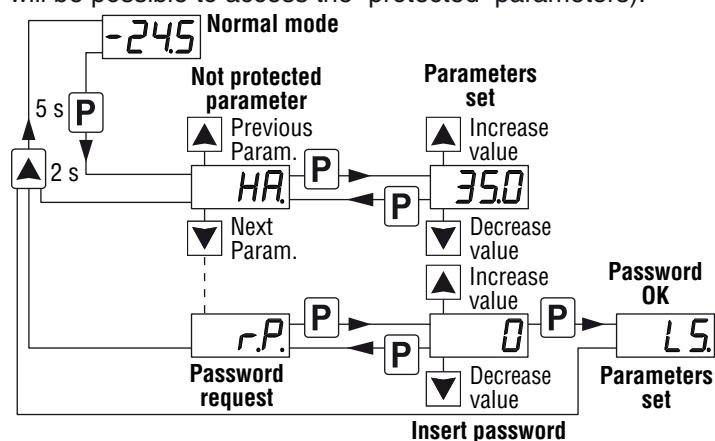 will be possible to access the "protected" parameters).
-24.5 Normal mode
Not protected
parameter
Parameters
set
5 s P
Previous
Param.
Increase
value
2 s
HA.
P
P
35.0
Next
Param.
Decrease
value
Increase
value
Password
OK
r.P.
P
P
0
P
L S.
Password
request
Decrease
value
Parameters
set
Insert password